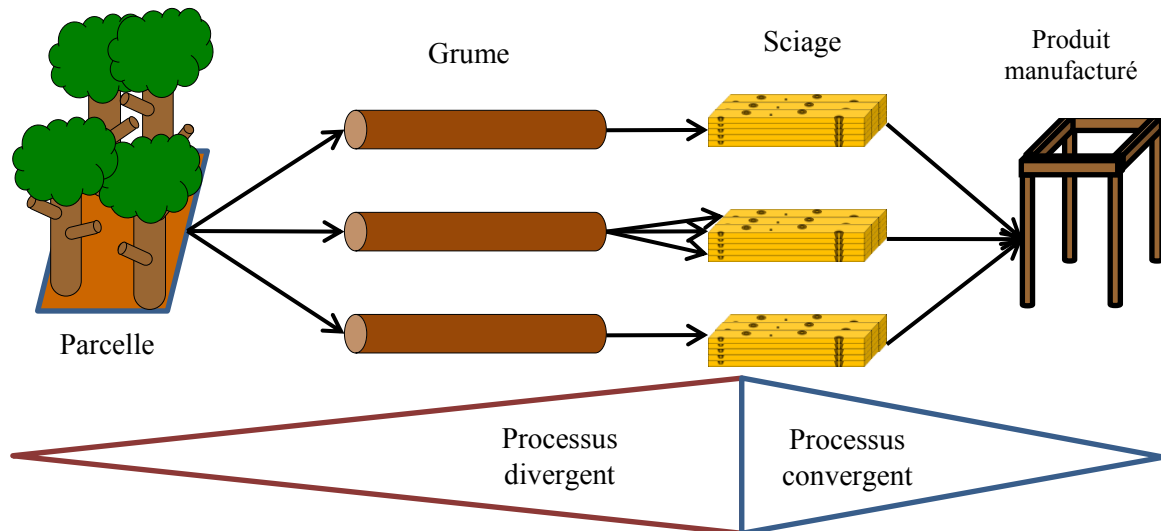 Grume
Sciage
Produit
manufacturé
Parcelle
Processus
divergent
Processus
convergent